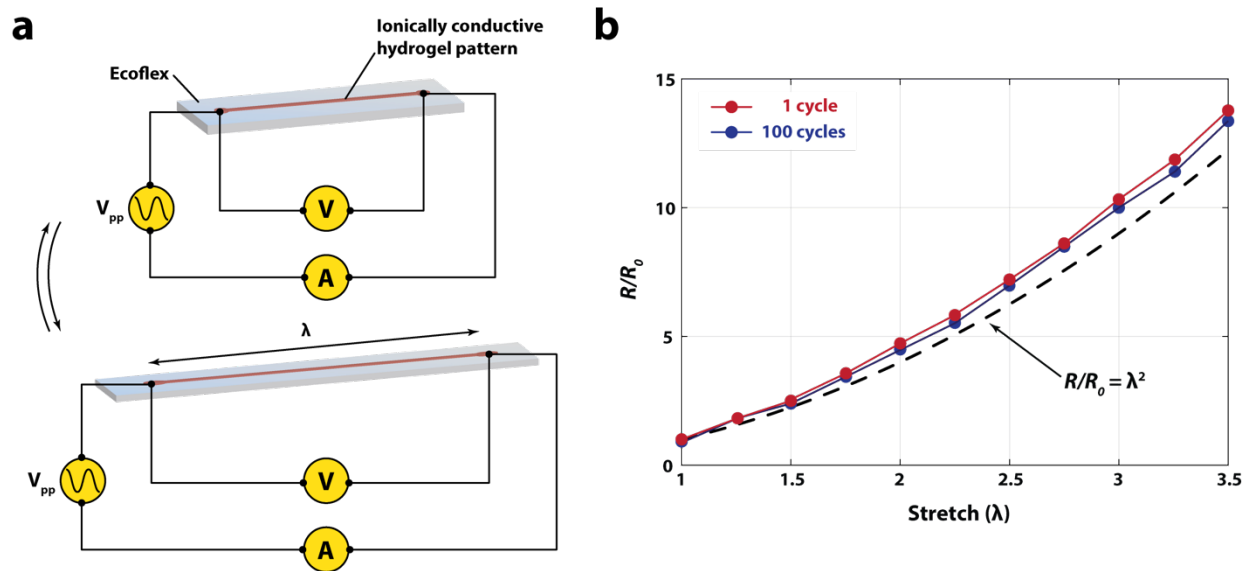 a
Ionically conductive
hydrogel pattern
Ecoflex
V
Vpp
A
λ
V
Vpp
A
b
15
10
5
0
R/R0
1 cycle
100 cycles
R/R0 = λ²
1
1.5
2
2.5
3
3.5
Stretch (λ)